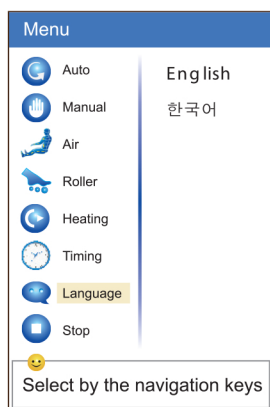 Menu
Auto
Manual
Air
Roller
Heating
Timing
Language
Stop
English
한국어
Select by the navigation keys